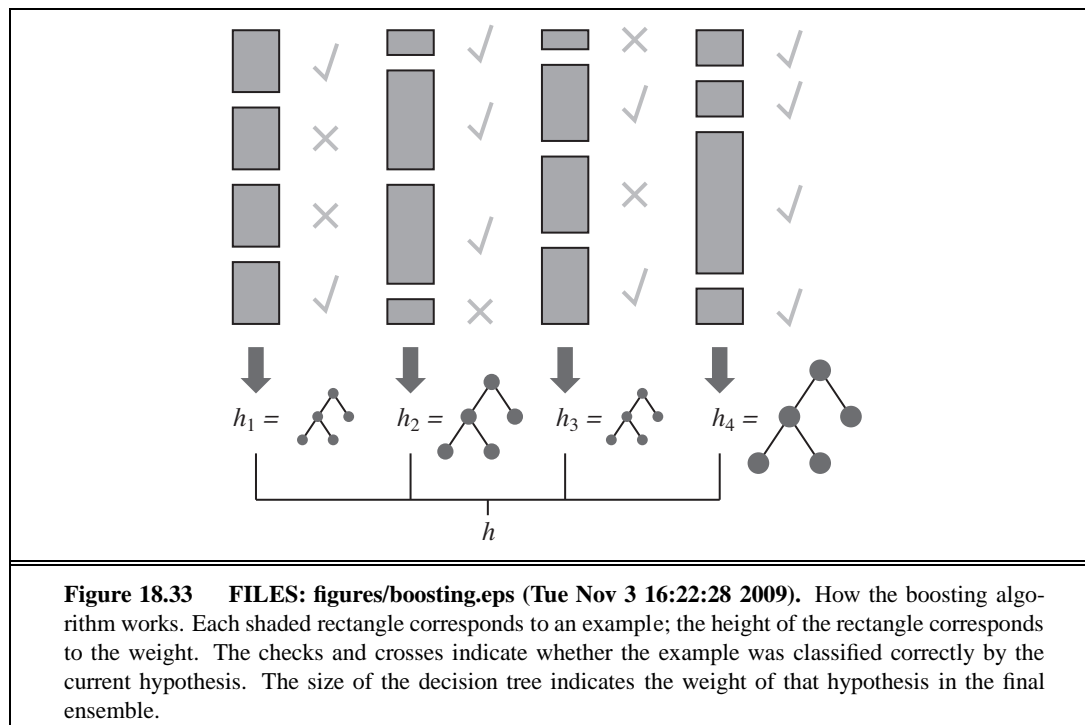 h1 =
h2 =
h3 =
h4 =
h
Figure 18.33 FILES: figures/boosting.eps (Tue Nov 3 16:22:28 2009). How the boosting algo-
rithm works. Each shaded rectangle corresponds to an example; the height of the rectangle corresponds
to the weight. The checks and crosses indicate whether the example was classified correctly by the
current hypothesis. The size of the decision tree indicates the weight of that hypothesis in the final
ensemble.